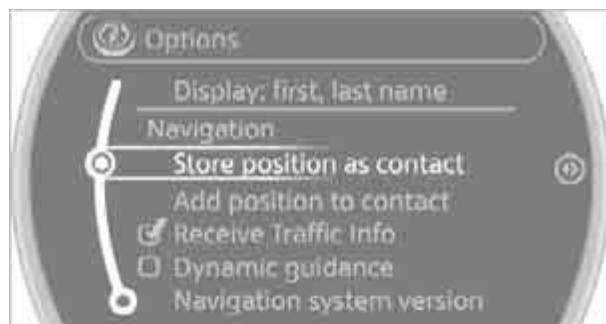 Options
Display: first, last name
Navigation
Store position as contact
Add position to contact
Receive Traffic Info
Dynamic guidance
Navigation system version